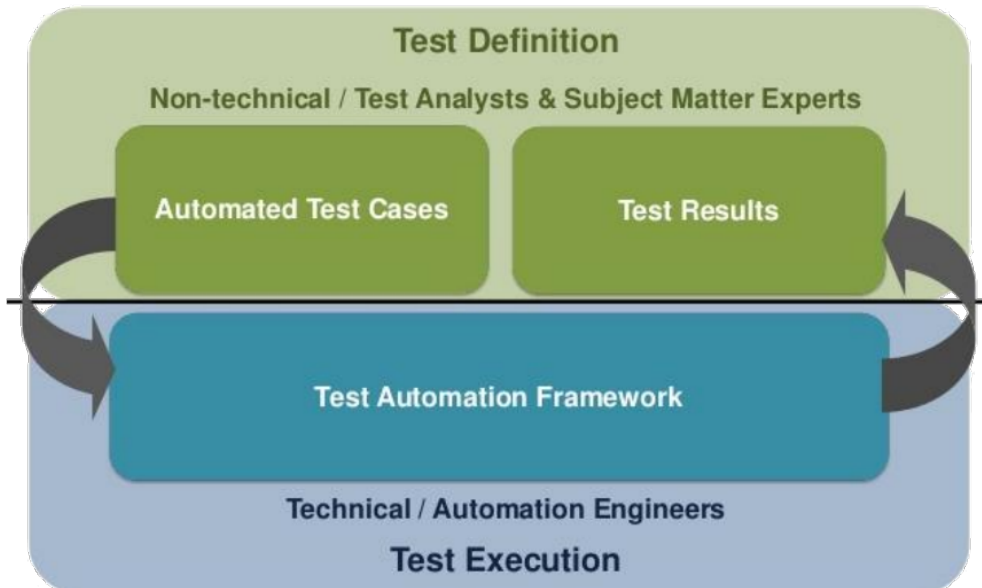 Test Definition
Non-technical / Test Analysts & Subject Matter Experts
Automated Test Cases
Test Results
Test Automation Framework
Technical / Automation Engineers
Test Execution